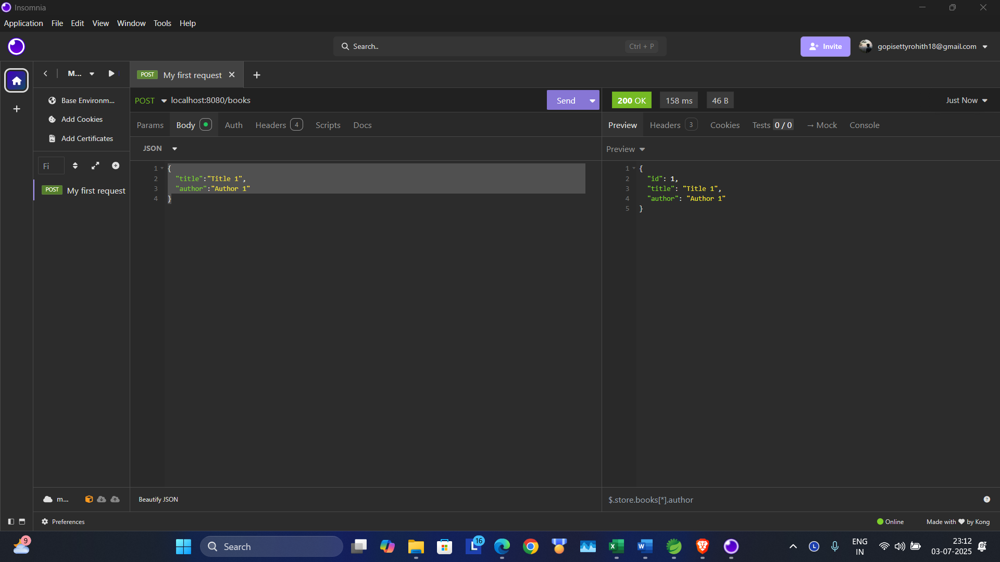 Insomnia
Application File Edit View Window Tools Help
Search.. Ctrl + P Invite gopisettyrohith18@gmail.com
M... POST My first request
Base Environm...
Add Cookies
Add Certificates
Fi
POST My first request
POST localhost:8080/books Send
Params Body Auth Headers 4 Scripts Docs
JSON
1 {
2 "title":"Title 1",
3 "author":"Author 1"
4 }
200 OK 158 ms 46 B Just Now
Preview Headers 3 Cookies Tests 0 / 0 → Mock Console
Preview
1 {
2 "id": 1,
3 "title": "Title 1",
4 "author": "Author 1"
5 }
m... Beautify JSON $.store.books[*].author
Preferences Online Made with ❤ by Kong
9 Search L 16 X W L ENG 23:12
IN 03-07-2025